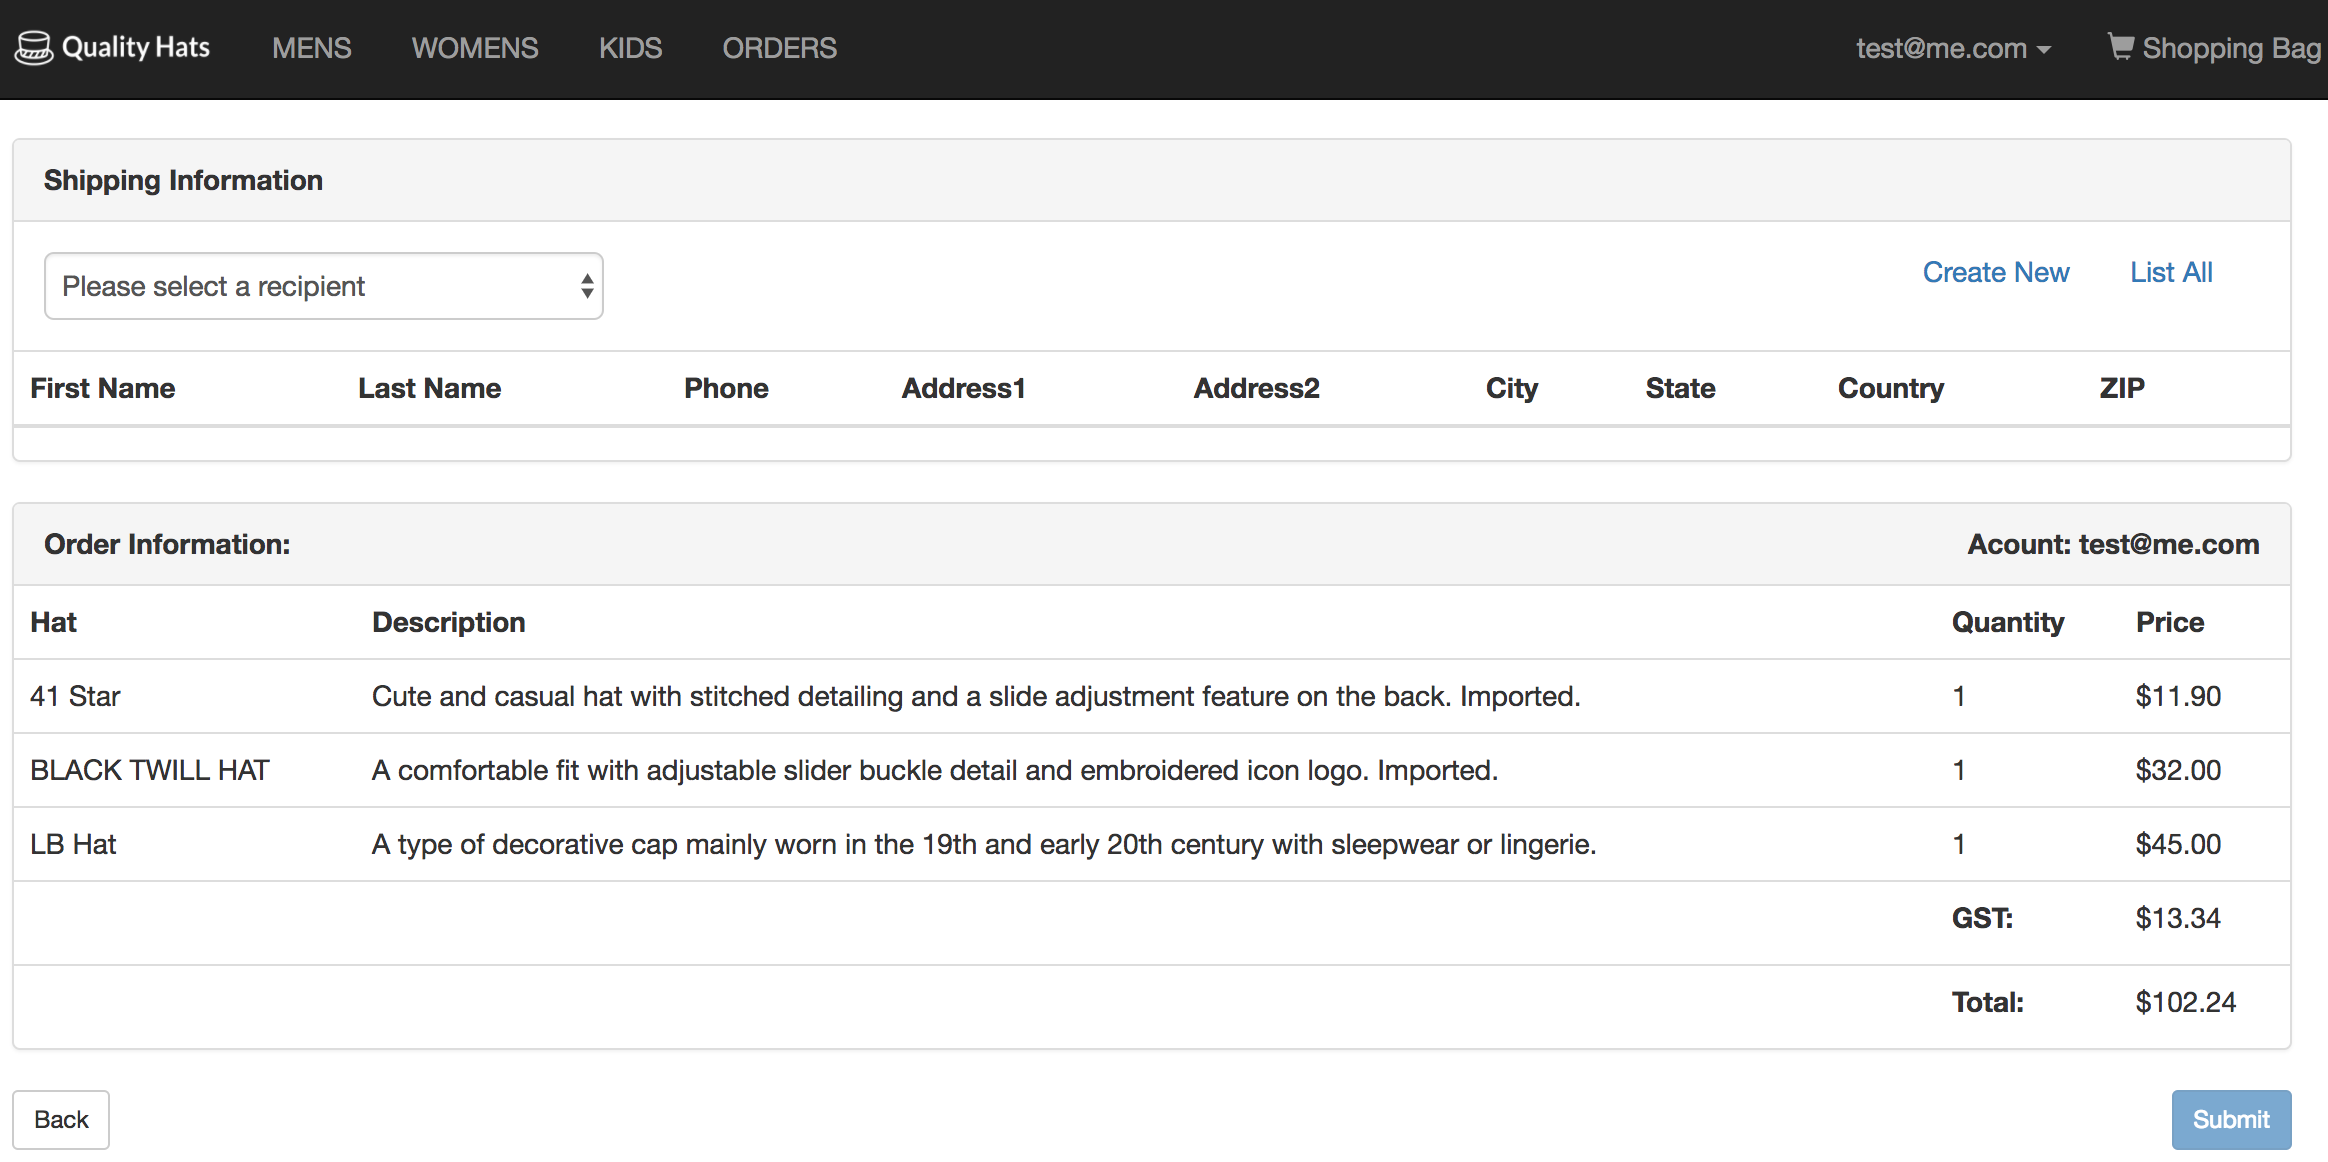 Quality Hats MENS WOMENS KIDS ORDERS test@me.com Shopping Bag
Shipping Information
Please select a recipient Create New List All
First Name Last Name Phone Address1 Address2 City State Country ZIP
Order Information: Acount: test@me.com
Hat Description Quantity Price
41 Star Cute and casual hat with stitched detailing and a slide adjustment feature on the back. Imported. 1 $11.90
BLACK TWILL HAT A comfortable fit with adjustable slider buckle detail and embroidered icon logo. Imported. 1 $32.00
LB Hat A type of decorative cap mainly worn in the 19th and early 20th century with sleepwear or lingerie. 1 $45.00
GST: $13.34
Total: $102.24
Back Submit